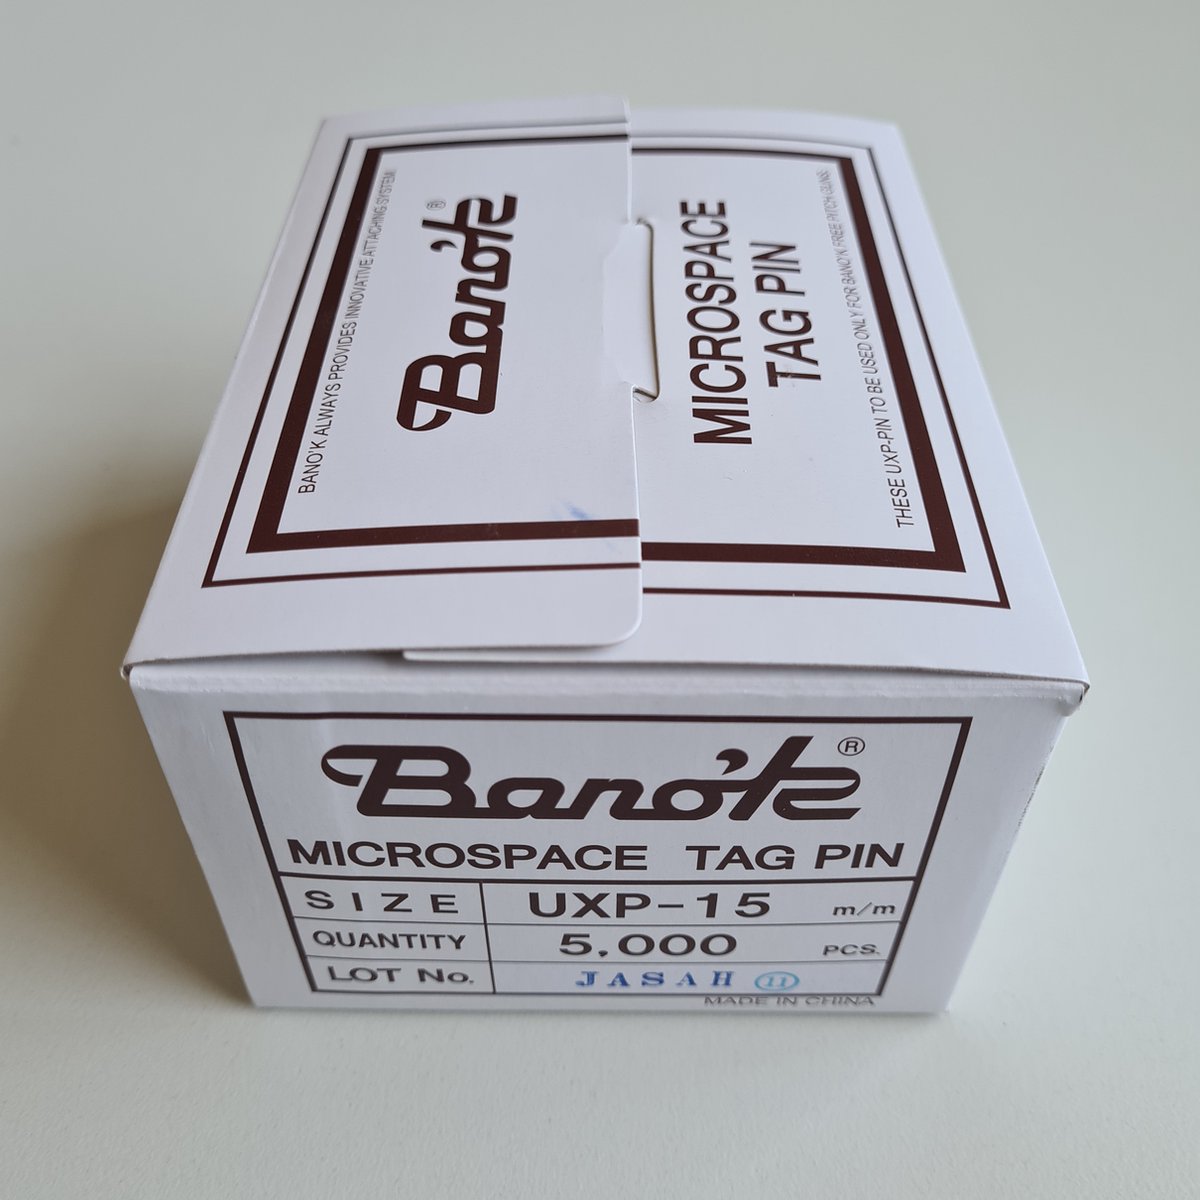 BANO'K ALWAYS PROVIDES INNOVATIVE ATTACHING SYSTEM
Bano'k ®
MICROSPACE
TAG PIN
THESE UXP-PIN TO BE USED ONLY FOR BANO'K FREE PITCH GUNS.
Bano'k ®
MICROSPACE TAG PIN
SIZE UXP-15 m/m
QUANTITY 5,000 PCS.
LOT No. JASAH 11
MADE IN CHINA